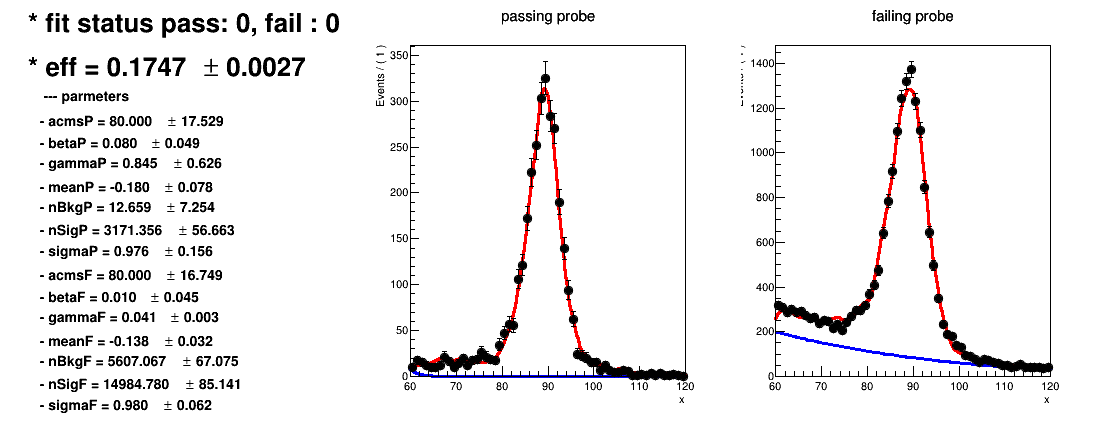 * fit status pass: 0, fail : 0
* eff = 0.1747 ± 0.0027
--- parmeters
- acmsP = 80.000 ± 17.529
- betaP = 0.080 ± 0.049
- gammaP = 0.845 ± 0.626
- meanP = -0.180 ± 0.078
- nBkgP = 12.659 ± 7.254
- nSigP = 3171.356 ± 56.663
- sigmaP = 0.976 ± 0.156
- acmsF = 80.000 ± 16.749
- betaF = 0.010 ± 0.045
- gammaF = 0.041 ± 0.003
- meanF = -0.138 ± 0.032
- nBkgF = 5607.067 ± 67.075
- nSigF = 14984.780 ± 85.141
- sigmaF = 0.980 ± 0.062
passing probe
Events / ( 1 )
350
300
250
200
150
100
50
0
60 70 80 90 100 110 120
x
failing probe
Events / ( 1 )
1400
1200
1000
800
600
400
200
0
60 70 80 90 100 110 120
x